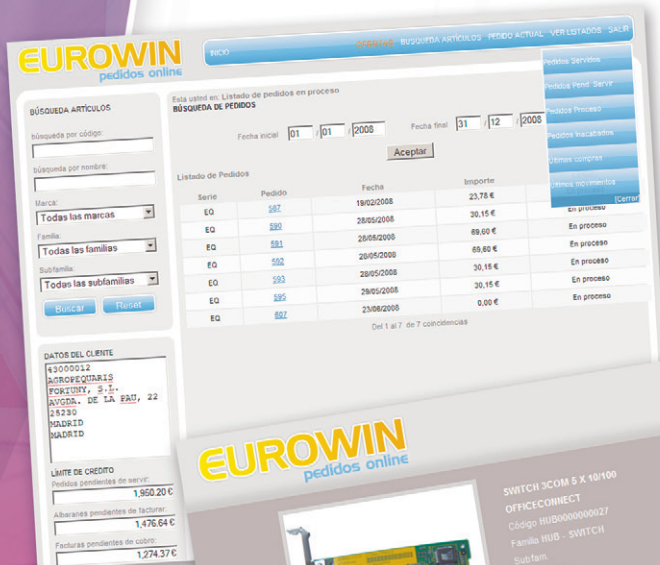 EUROWIN
pedidos online
INICIO
OFERTAS BUSQUEDA ARTÍCULOS PEDIDO ACTUAL VER LISTADOS SALIR
Pedidos Servidos
Pedidos Pend. Servir
Pedidos Proceso
Pedidos Inacabados
Últimas compras
Últimos movimientos
[Cerrar
BÚSQUEDA ARTÍCULOS
búsqueda por código:
búsqueda por nombre:
Marca:
Todas las marcas
Familia:
Todas las familias
Subfamilia:
Todas las subfamilias
Buscar Reset
Esta usted en: Listado de pedidos en proceso
BÚSQUEDA DE PEDIDOS
Fecha inicial 01 / 01 / 2008 Fecha final 31 / 12 / 2008
Aceptar
Listado de Pedidos
Serie Pedido Fecha Importe
EQ 587 19/02/2008 23,78 €
EQ 590 28/05/2008 30,15 € En proceso
EQ 591 28/05/2008 69,60 € En proceso
EQ 592 28/05/2008 69,60 € En proceso
EQ 593 28/05/2008 30,15 € En proceso
EQ 595 29/05/2008 30,15 € En proceso
EQ 607 23/06/2008 0,00 € En proceso
Del 1 al 7 de 7 coincidencias
DATOS DEL CLIENTE
43000012
AGROPEQUARIS
FORTUNY, S.L.
AVGDA. DE LA PAU, 22
28230
MADRID
MADRID
LÍMITE DE CRÉDITO
Pedidos pendientes de servir:
1,950.20 €
Albaranes pendientes de facturar:
1,476.64 €
Facturas pendientes de cobro:
1,274.37 €
EUROWIN
pedidos online
SWITCH 3COM 5 X 10/100
OFFICECONNECT
Código HUB0000000027
Familia HUB - SWITCH
Subfam.